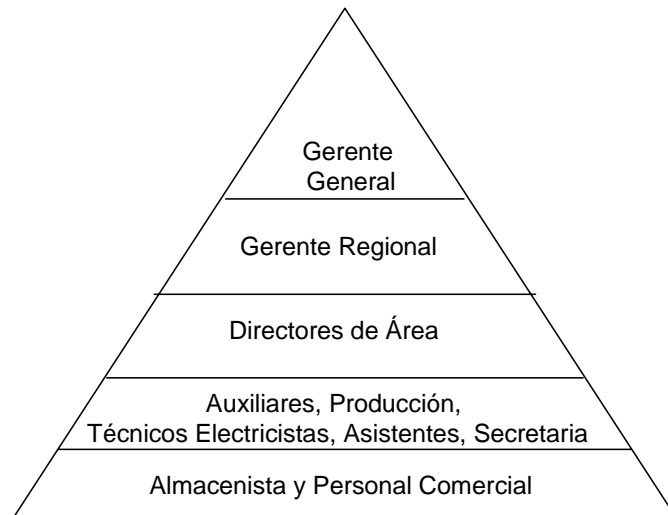 Gerente
General
Gerente Regional
Directores de Área
Auxiliares, Producción,
Técnicos Electricistas, Asistentes, Secretaria
Almacenista y Personal Comercial